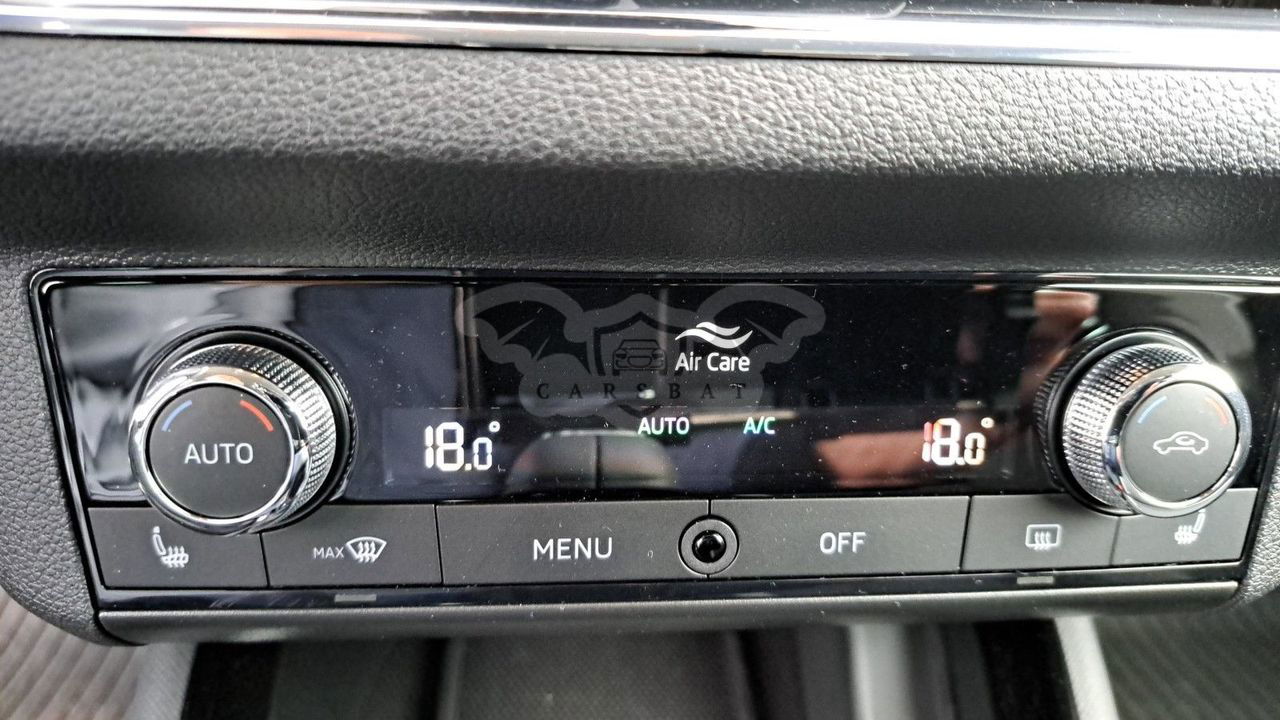 Air Care
CARSBAT
AUTO A/C
AUTO
18.0°
18.0°
MAX
MENU
OFF